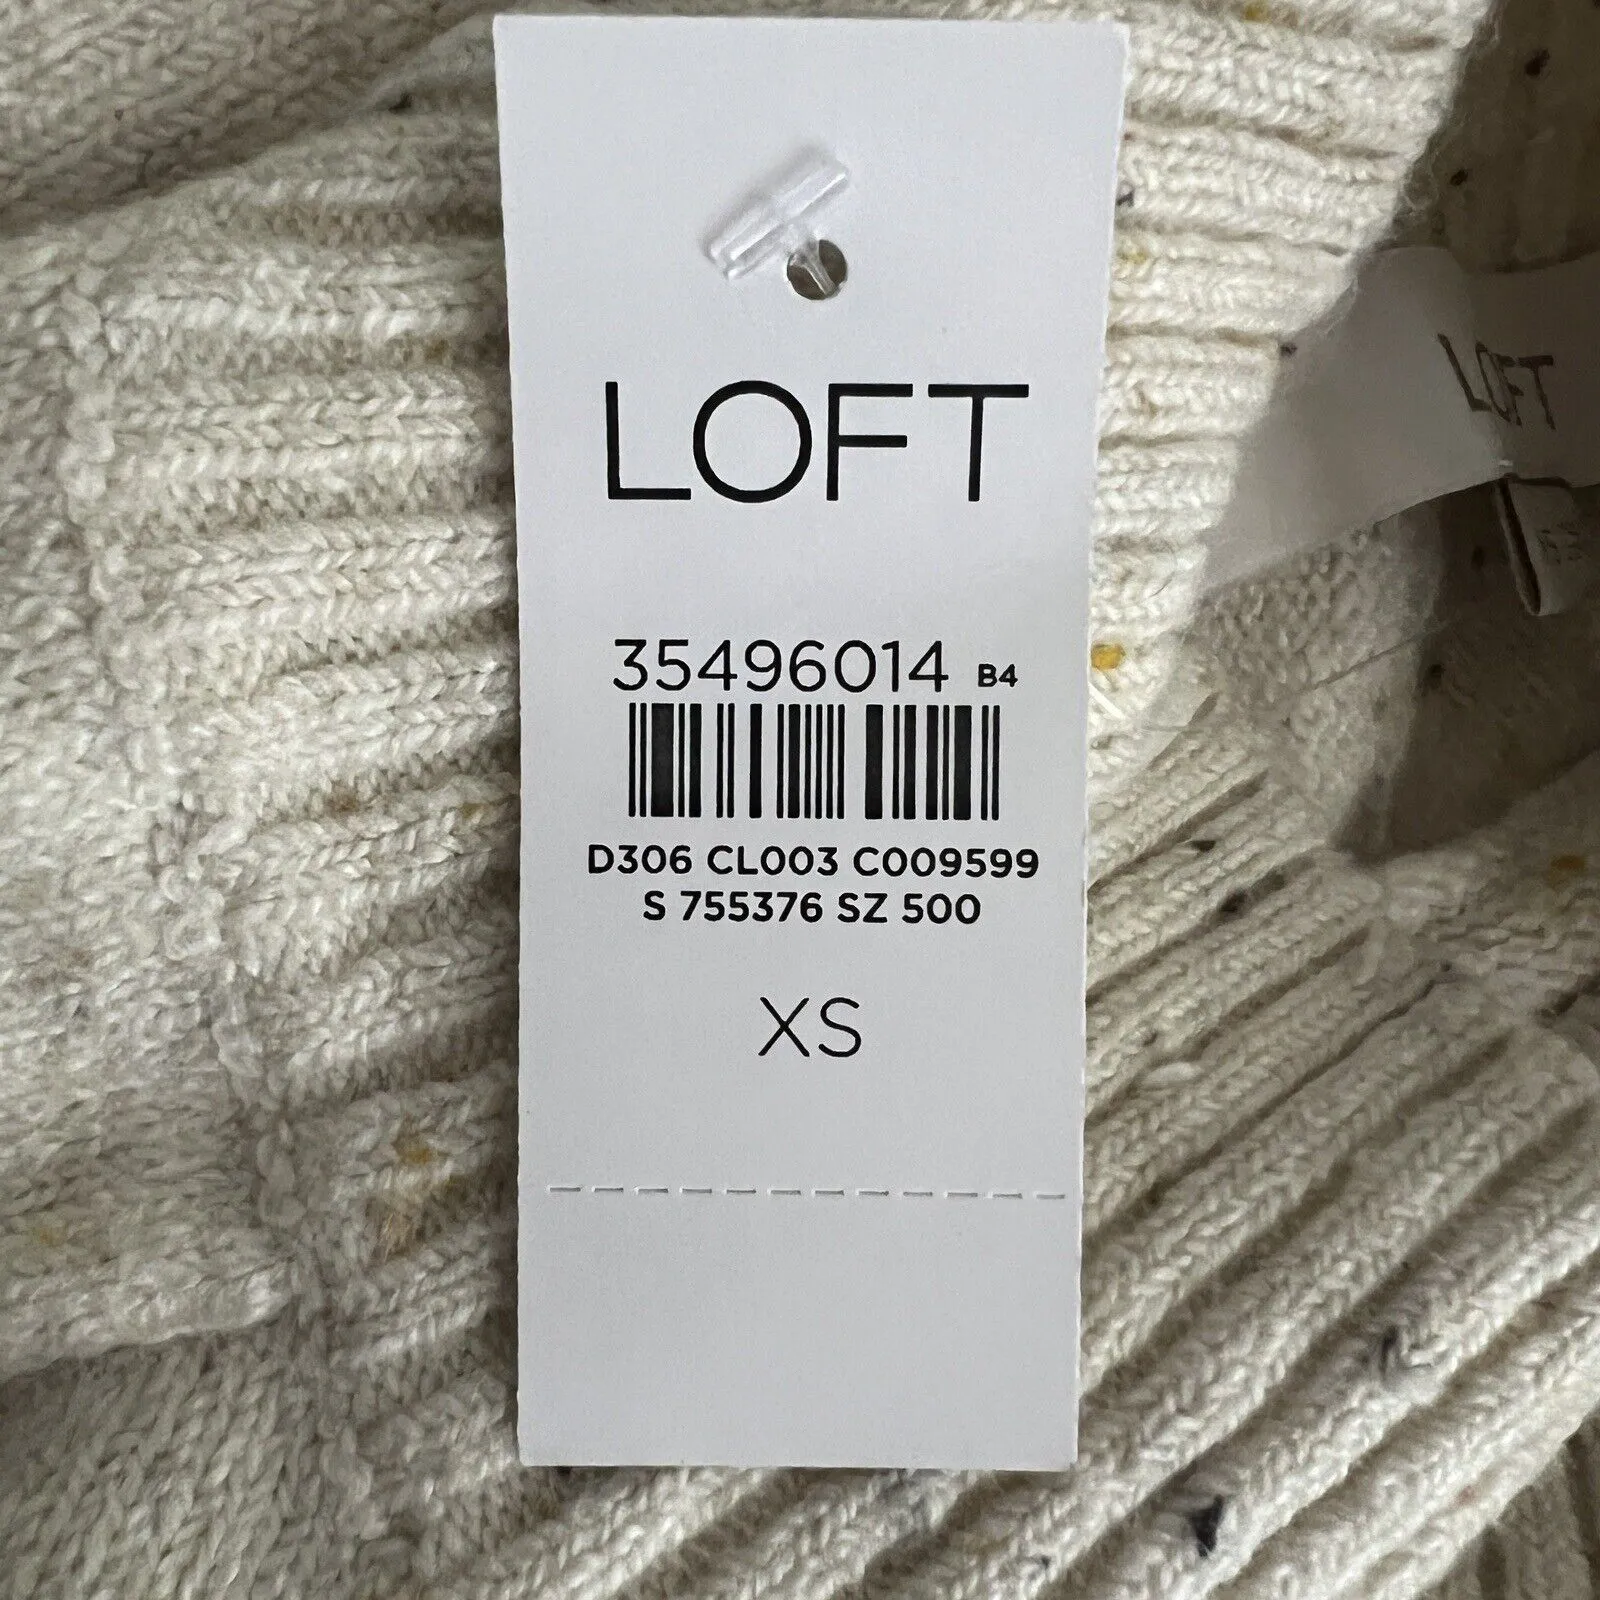 LOFT
35496014 B4
D306 CL003 C009599
S 755376 SZ 500
XS
LOFT